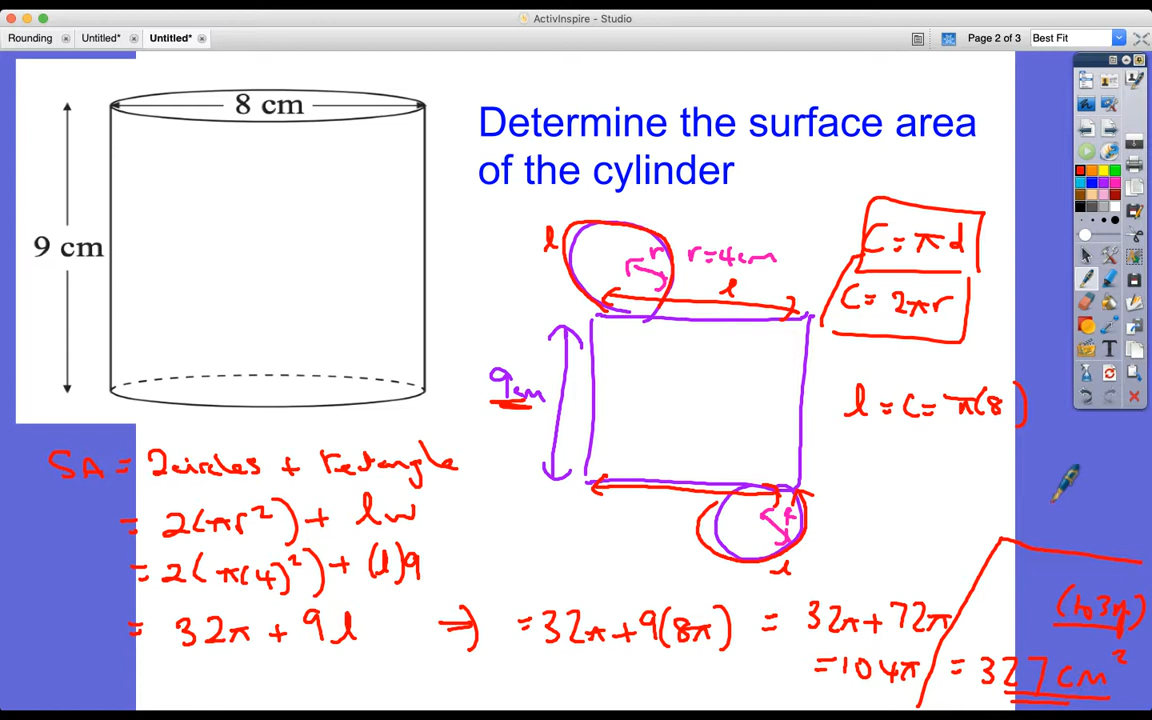 ActivInspire - Studio
Rounding
Untitled*
Untitled*
Page 2 of 3
Best Fit
8 cm
9 cm
Determine the surface area
of the cylinder
l
r
r=4cm
l
C=πd
C=2πr
9cm
l = C= π(8)
r
l
SA = 2circles + rectangle
= 2(πr²) + lw
= 2(π(4)²) + (l)9
= 32π + 9l ⇒ = 32π+9(8π) = 32π+72π
(to 3sf)
=104π = 327 cm²